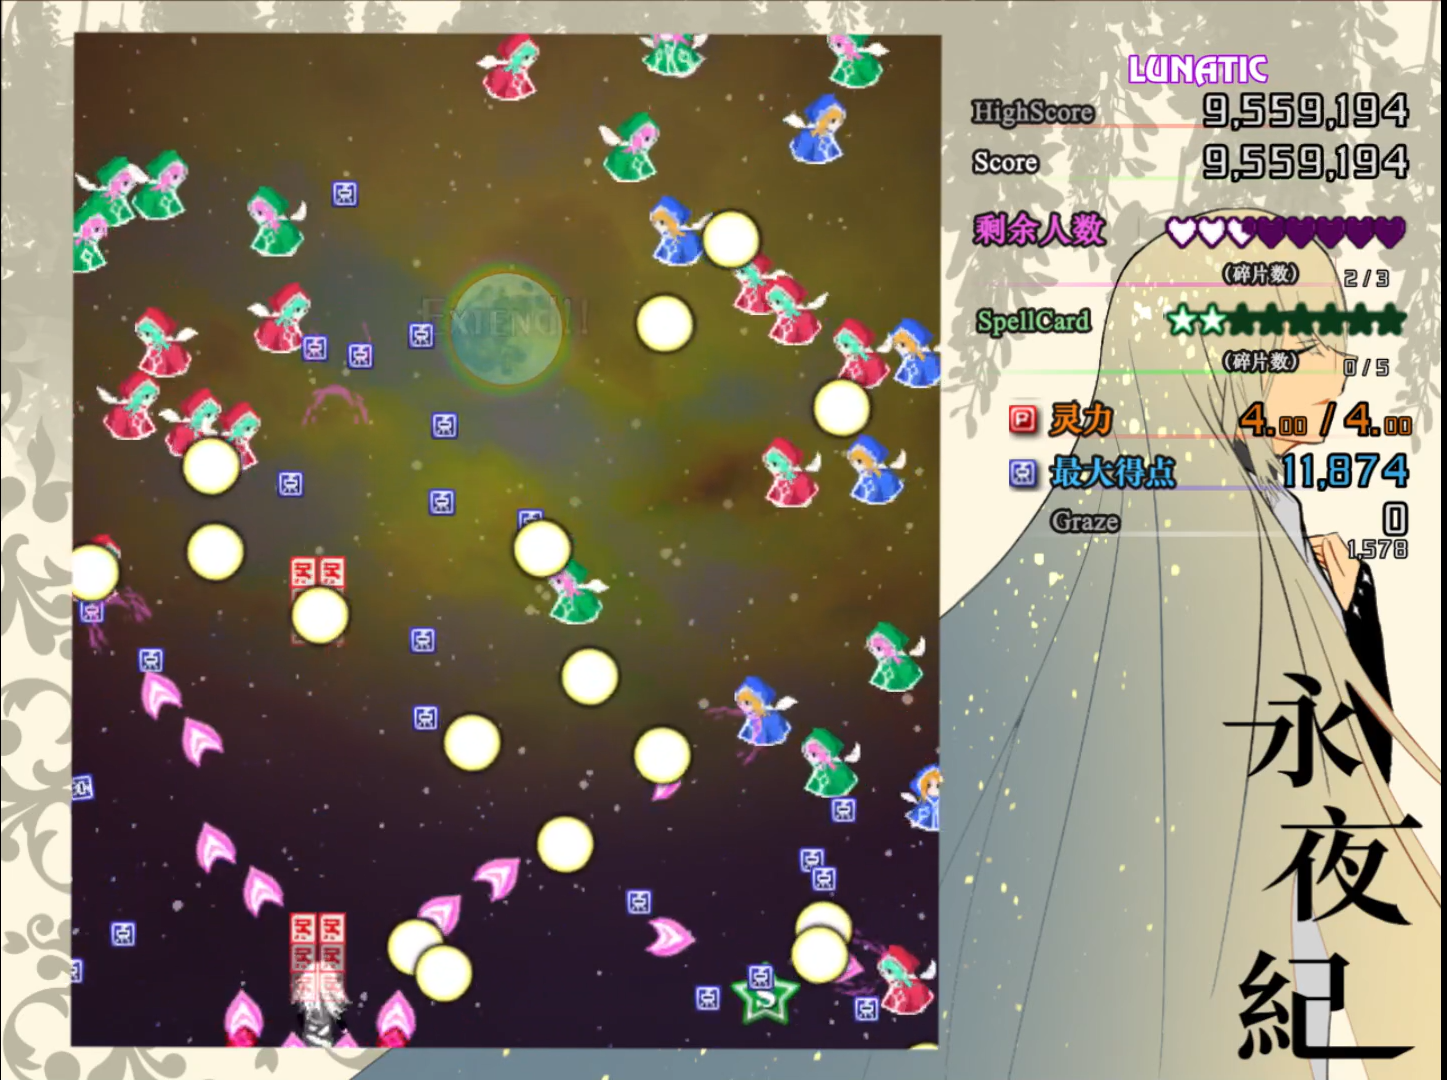 LUNATIC
HighScore 9,559,194
Score 9,559,194
剩余人数
(碎片数) 2/3
SpellCard
(碎片数) 0/5
P 灵力 4.00 / 4.00
点 最大得点 11,874
Graze 0
1,578
Extend!!
永夜紀